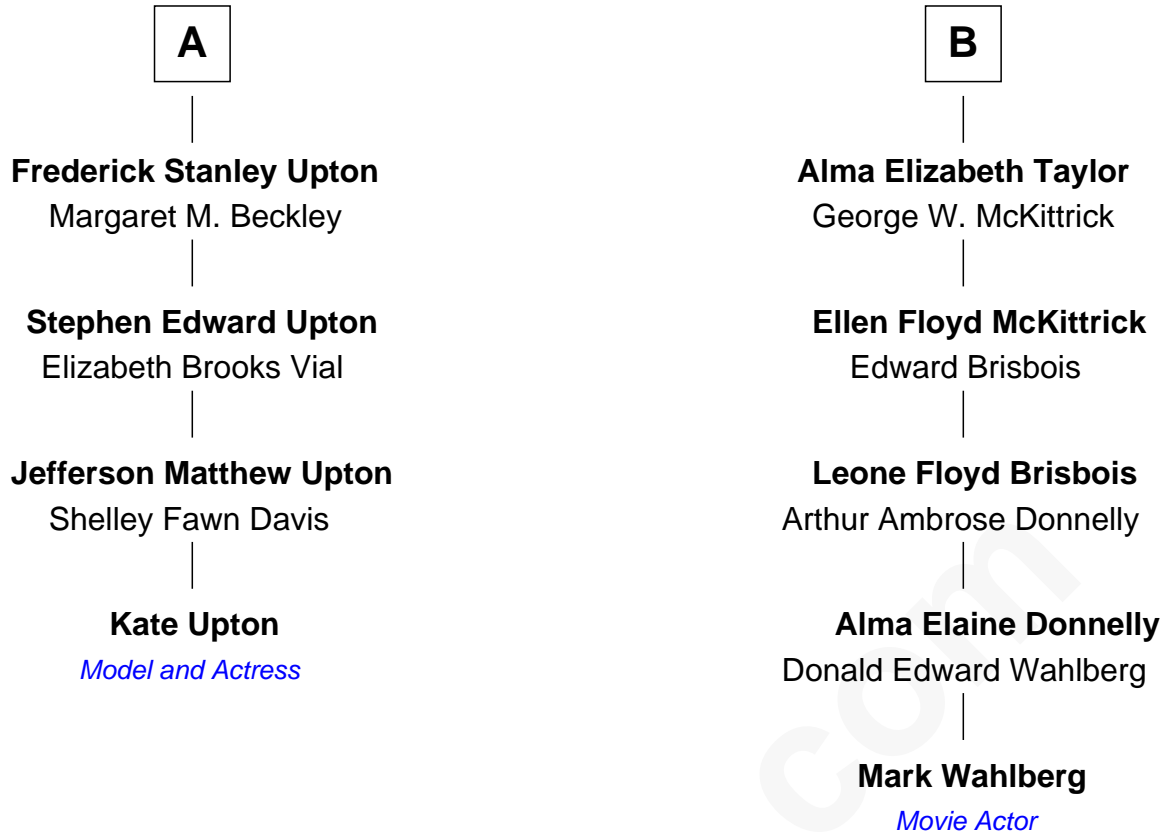 A
Frederick Stanley Upton
Margaret M. Beckley
Stephen Edward Upton
Elizabeth Brooks Vial
Jefferson Matthew Upton
Shelley Fawn Davis
Kate Upton
Model and Actress
B
Alma Elizabeth Taylor
George W. McKittrick
Ellen Floyd McKittrick
Edward Brisbois
Leone Floyd Brisbois
Arthur Ambrose Donnelly
Alma Elaine Donnelly
Donald Edward Wahlberg
Mark Wahlberg
Movie Actor
com